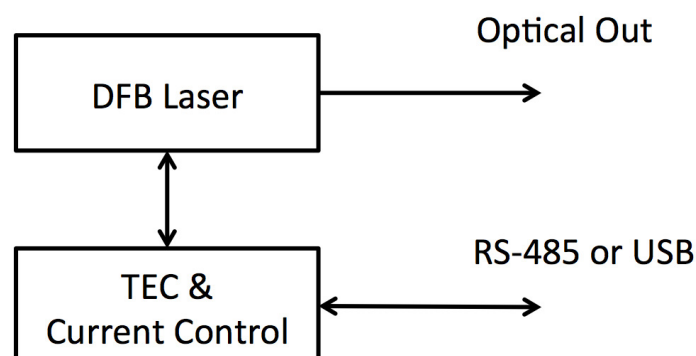 Optical Out
DFB Laser
RS-485 or USB
TEC &
Current Control